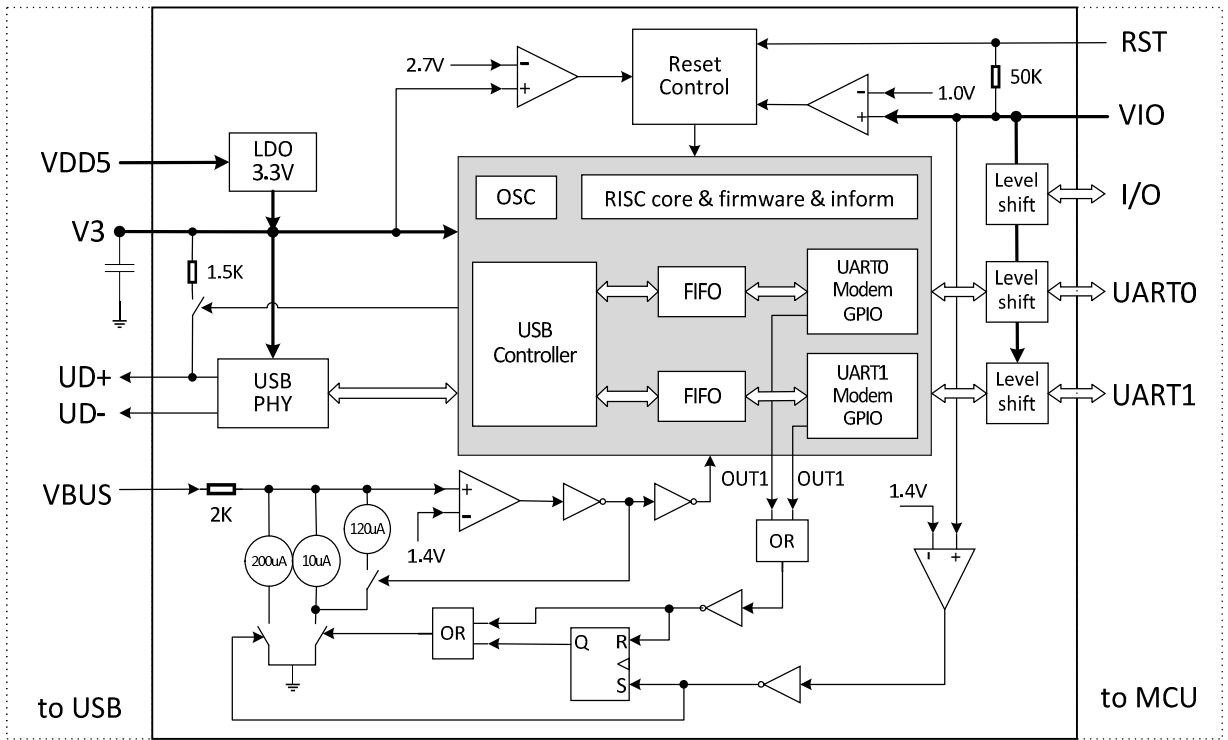 RST
2.7V
-
+
Reset
Control
50K
-
1.0V
+
VIO
VDD5
LDO
3.3V
OSC
RISC core & firmware & inform
Level
shift
I/O
V3
1.5K
USB
Controller
FIFO
UART0
Modem
GPIO
Level
shift
UART0
UD+
UD-
USB
PHY
FIFO
UART1
Modem
GPIO
Level
shift
UART1
VBUS
2K
+
-
1.4V
120uA
200uA
10uA
OUT1
OUT1
OR
1.4V
-
+
OR
Q
R
S
to USB
to MCU